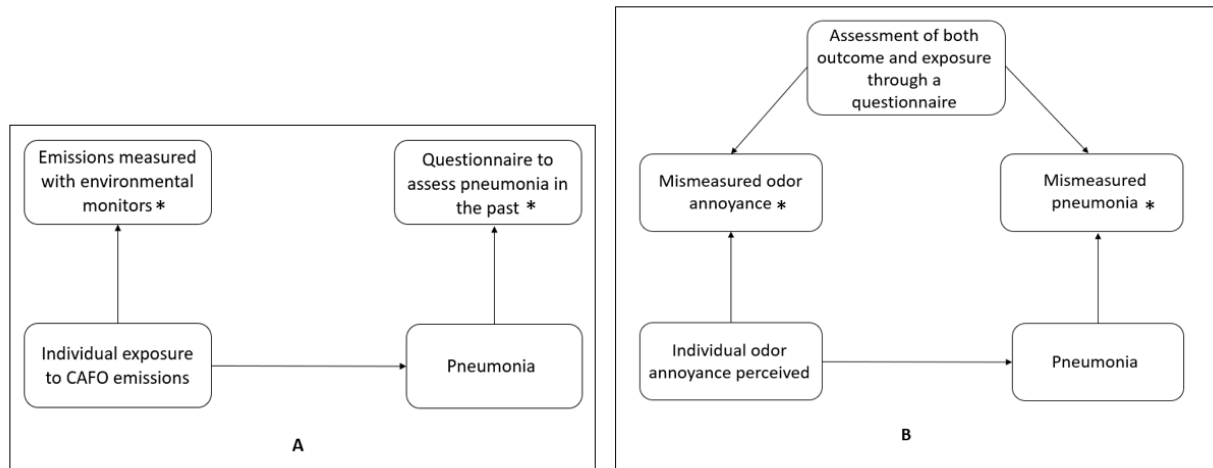 Emissions measured
with environmental
monitors *
Questionnaire to
assess pneumonia in
the past *
Individual exposure
to CAFO emissions
Pneumonia
A
Assessment of both
outcome and exposure
through a
questionnaire
Mismeasured odor
annoyance *
Mismeasured
pneumonia *
Individual odor
annoyance perceived
Pneumonia
B